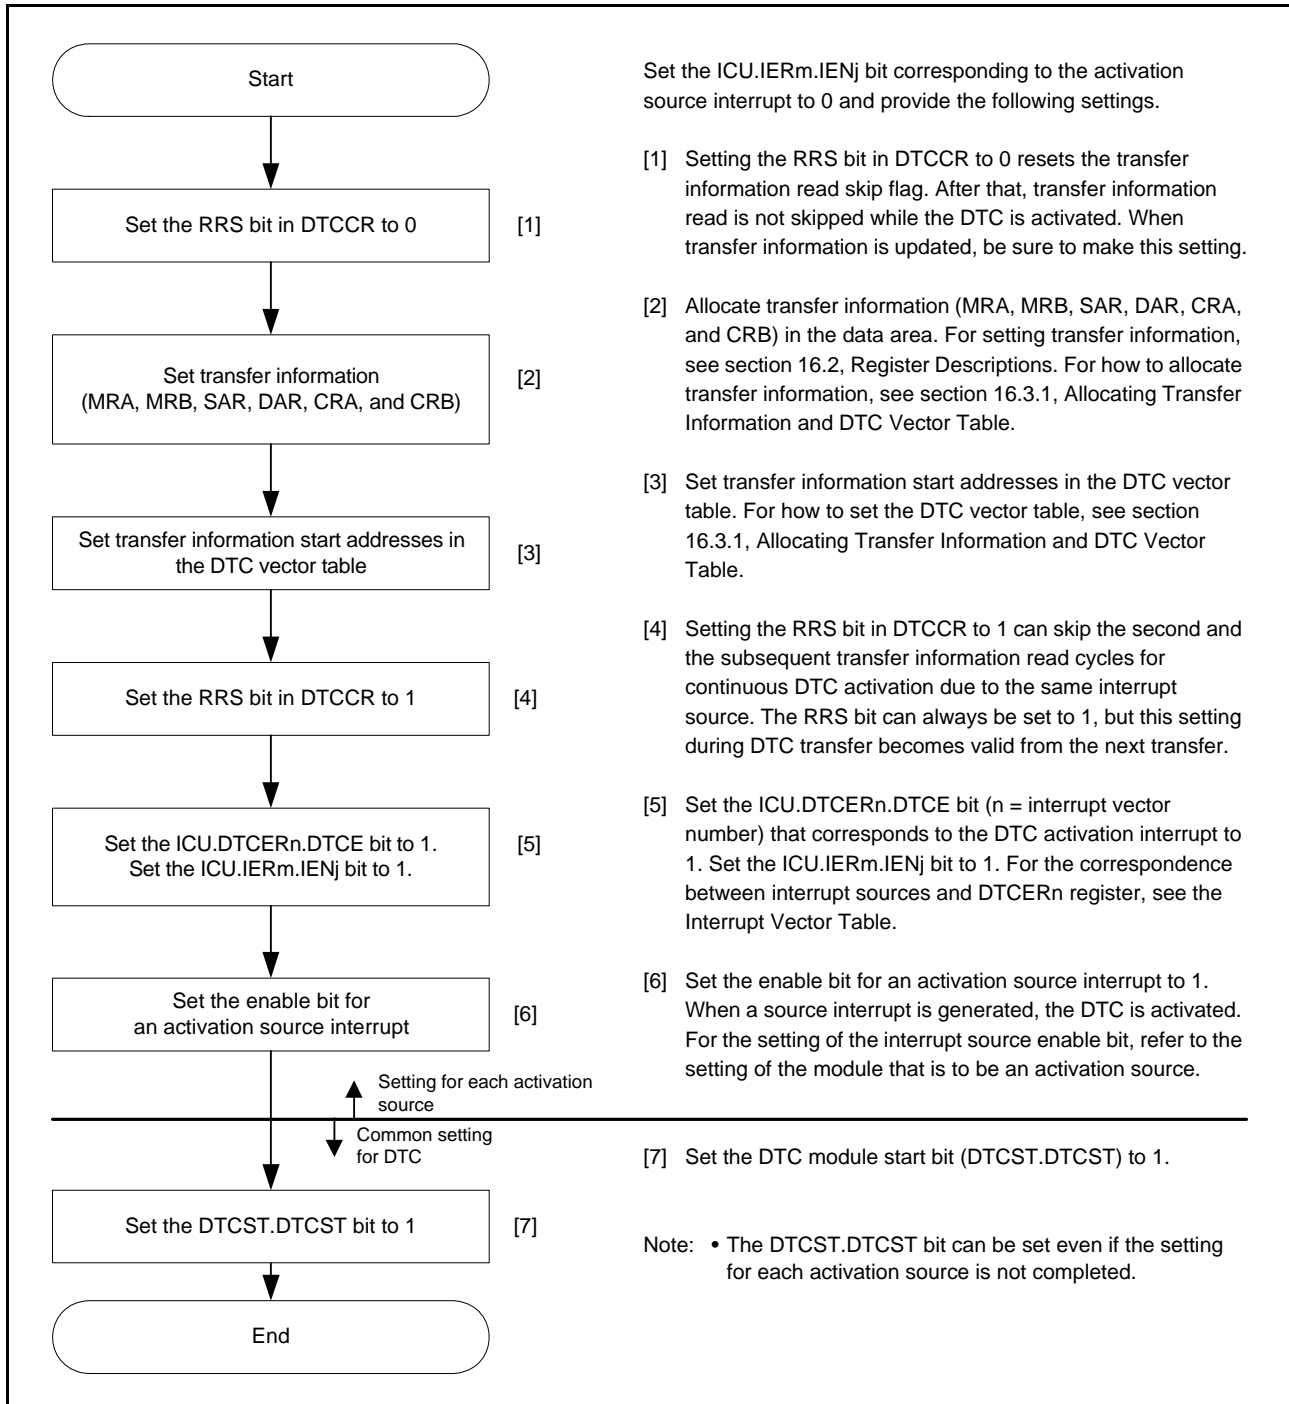 Start
Set the RRS bit in DTCCR to 0
[1]
Set transfer information
(MRA, MRB, SAR, DAR, CRA, and CRB)
[2]
Set transfer information start addresses in
the DTC vector table
[3]
Set the RRS bit in DTCCR to 1
[4]
Set the ICU.DTCERn.DTCE bit to 1.
Set the ICU.IERm.IENj bit to 1.
[5]
Set the enable bit for
an activation source interrupt
[6]
Setting for each activation
source
Common setting
for DTC
Set the DTCST.DTCST bit to 1
[7]
End
Set the ICU.IERm.IENj bit corresponding to the activation
source interrupt to 0 and provide the following settings.
[1] Setting the RRS bit in DTCCR to 0 resets the transfer
information read skip flag. After that, transfer information
read is not skipped while the DTC is activated. When
transfer information is updated, be sure to make this setting.
[2] Allocate transfer information (MRA, MRB, SAR, DAR, CRA,
and CRB) in the data area. For setting transfer information,
see section 16.2, Register Descriptions. For how to allocate
transfer information, see section 16.3.1, Allocating Transfer
Information and DTC Vector Table.
[3] Set transfer information start addresses in the DTC vector
table. For how to set the DTC vector table, see section
16.3.1, Allocating Transfer Information and DTC Vector
Table.
[4] Setting the RRS bit in DTCCR to 1 can skip the second and
the subsequent transfer information read cycles for
continuous DTC activation due to the same interrupt
source. The RRS bit can always be set to 1, but this setting
during DTC transfer becomes valid from the next transfer.
[5] Set the ICU.DTCERn.DTCE bit (n = interrupt vector
number) that corresponds to the DTC activation interrupt to
1. Set the ICU.IERm.IENj bit to 1. For the correspondence
between interrupt sources and DTCERn register, see the
Interrupt Vector Table.
[6] Set the enable bit for an activation source interrupt to 1.
When a source interrupt is generated, the DTC is activated.
For the setting of the interrupt source enable bit, refer to the
setting of the module that is to be an activation source.
[7] Set the DTC module start bit (DTCST.DTCST) to 1.
Note: • The DTCST.DTCST bit can be set even if the setting
for each activation source is not completed.